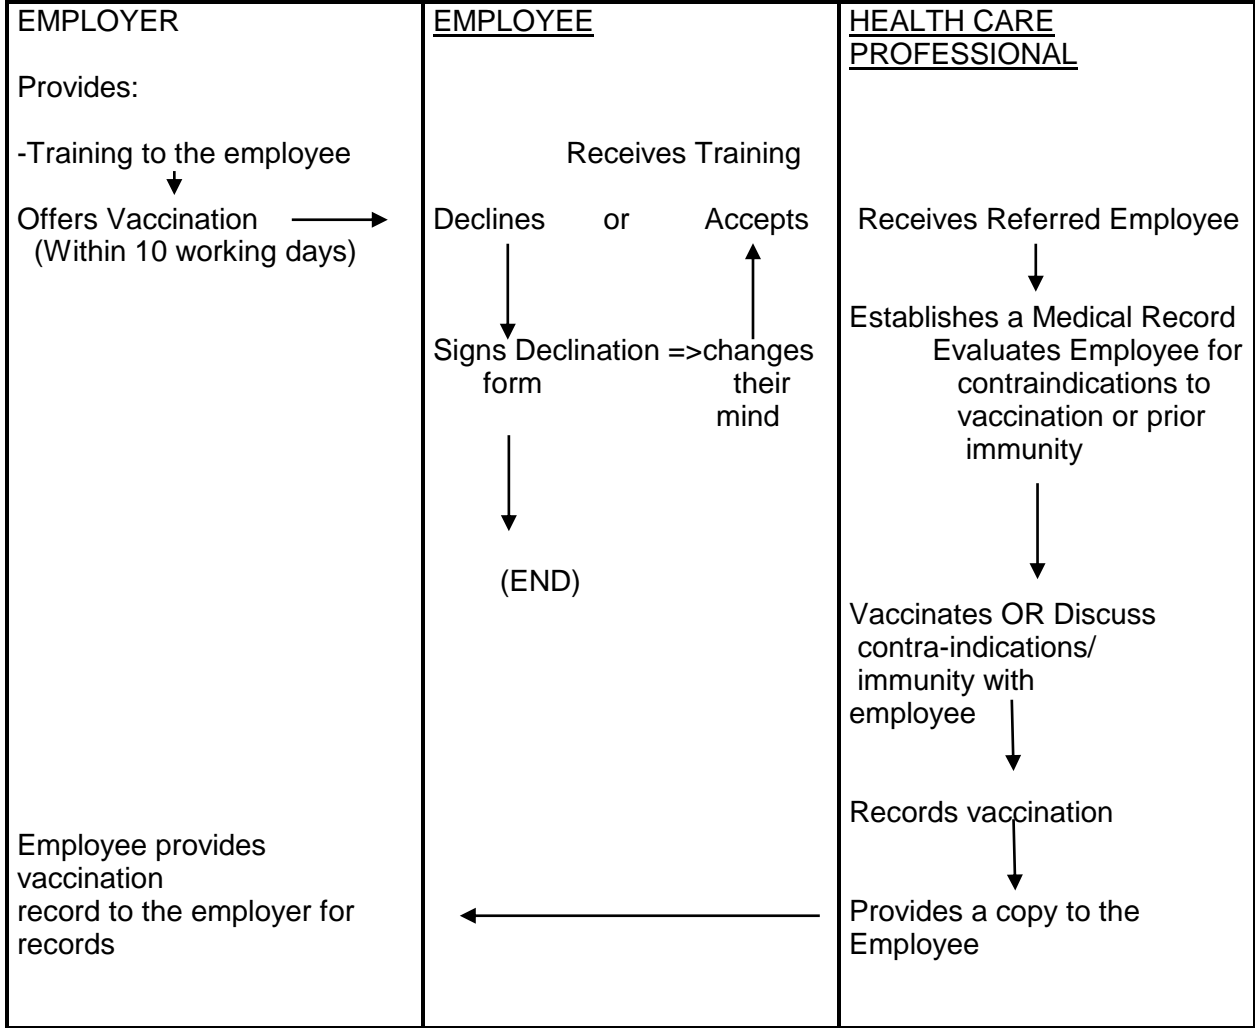 EMPLOYER
Provides:
-Training to the employee
Offers Vaccination
(Within 10 working days)
Employee provides
vaccination
record to the employer for
records
EMPLOYEE
Receives Training
Declines or Accepts
Signs Declination =>changes
form their
mind
(END)
HEALTH CARE
PROFESSIONAL
Receives Referred Employee
Establishes a Medical Record
Evaluates Employee for
contraindications to
vaccination or prior
immunity
Vaccinates OR Discuss
contra-indications/
immunity with
employee
Records vaccination
Provides a copy to the
Employee